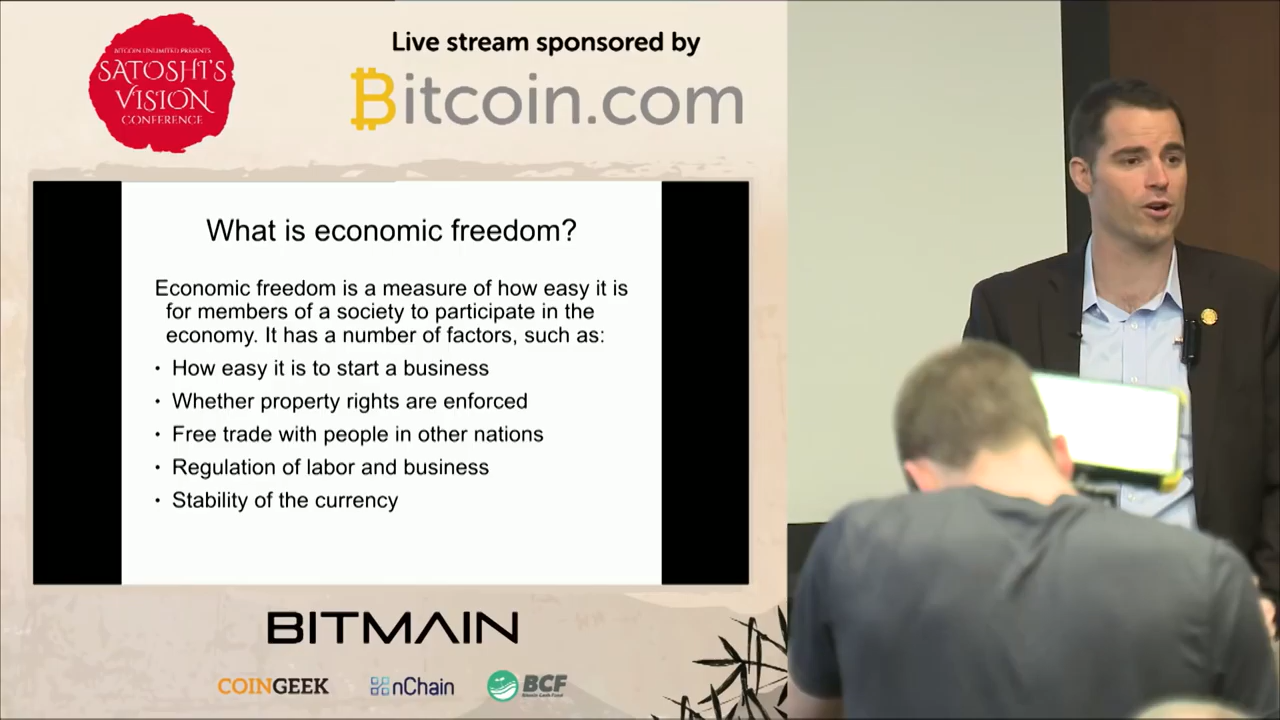 BITCOIN UNLIMITED PRESENTS
SATOSHI'S
VISION
CONFERENCE
Live stream sponsored by
Bitcoin.com
What is economic freedom?
Economic freedom is a measure of how easy it is
for members of a society to participate in the
economy. It has a number of factors, such as:
• How easy it is to start a business
• Whether property rights are enforced
• Free trade with people in other nations
• Regulation of labor and business
• Stability of the currency
BITMAIN
COINGEEK
nChain
BCF